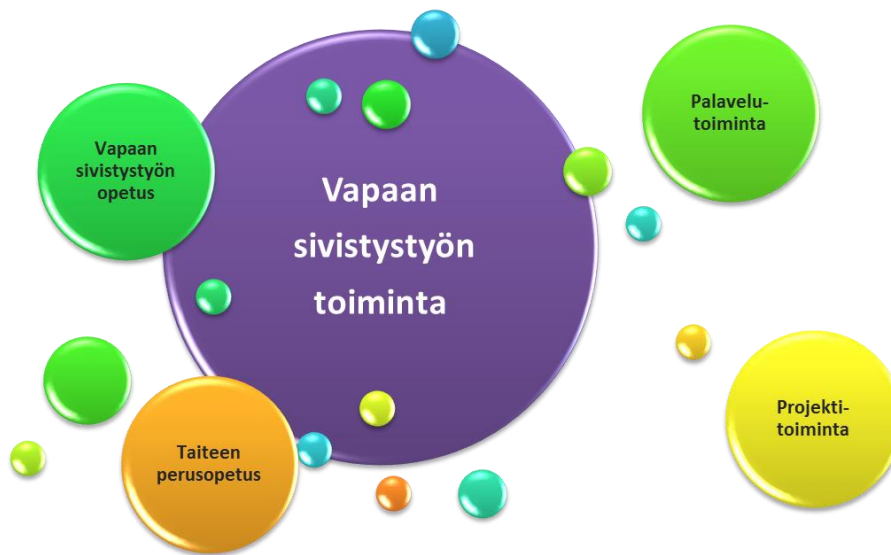 Vapaan
sivistystyön
toiminta
Vapaan
sivistystyön
opetus
Palavelu-
toiminta
Taiteen
perusopetus
Projekti-
toiminta